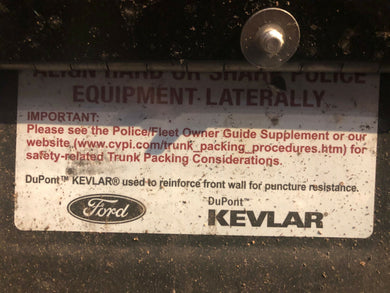 ALIGN HARD OR SHARP POLICE
EQUIPMENT LATERALLY
IMPORTANT:
Please see the Police/Fleet Owner Guide Supplement or our
website (www.cvpi.com/trunk_packing_procedures.htm) for
safety-related Trunk Packing Considerations.
DuPont™ KEVLAR® used to reinforce front wall for puncture resistance.
Ford
DuPont™
KEVLAR®